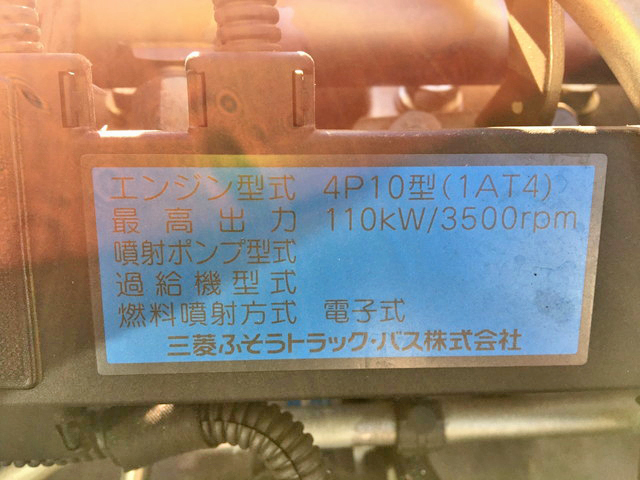 エンジン型式 4P10型(1AT4)
最高出力 110kW/3500rpm
噴射ポンプ型式
過給機型式
燃料噴射方式 電子式
三菱ふそうトラック・バス株式会社